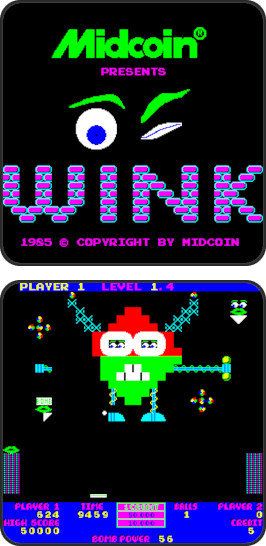 Midcoin®
PRESENTS
WINK
1985 © COPYRIGHT BY MIDCOIN
PLAYER 1 LEVEL 1.4
PLAYER 1 TIME BALLS PLAYER 2
624 9459 1 0
HIGH SCORE CREDIT
50000 5
BOMB POWER 56